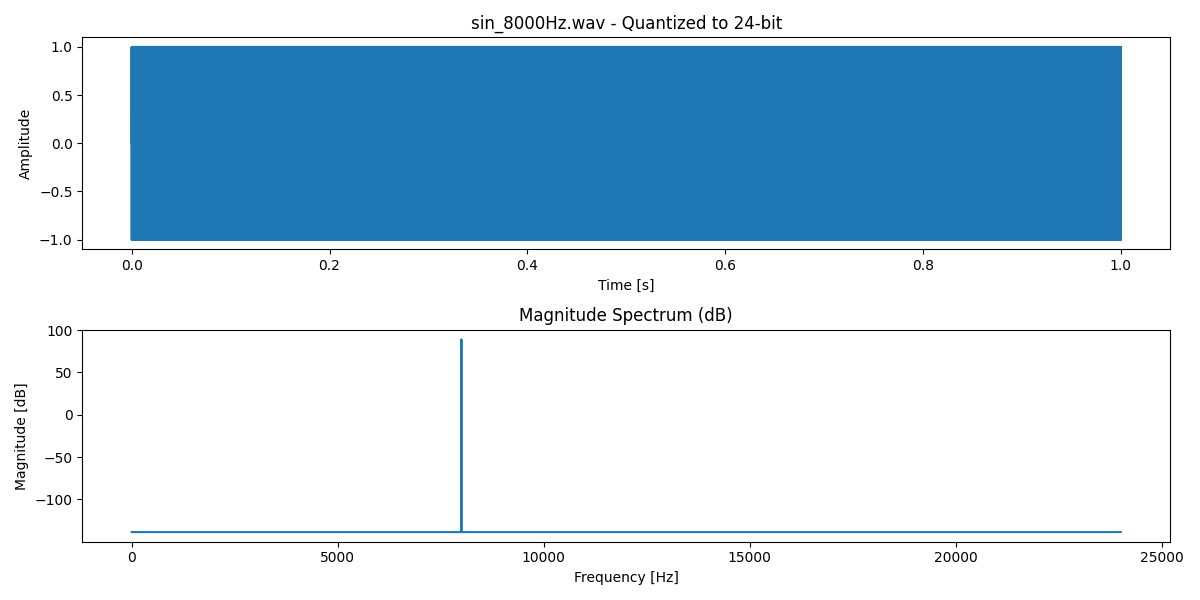 sin_8000Hz.wav - Quantized to 24-bit
1.0
0.5
0.0
−0.5
−1.0
Amplitude
0.0 0.2 0.4 0.6 0.8 1.0
Time [s]
Magnitude Spectrum (dB)
100
50
0
−50
−100
Magnitude [dB]
0 5000 10000 15000 20000 25000
Frequency [Hz]